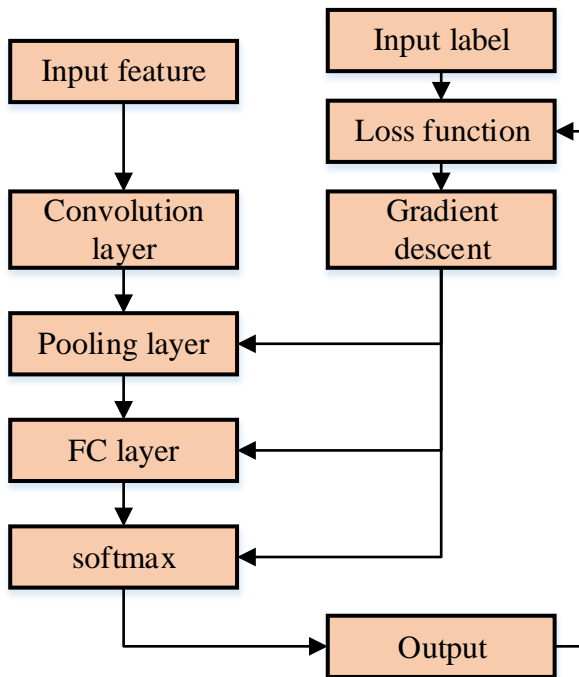 Input feature
Convolution
layer
Pooling layer
FC layer
softmax
Input label
Loss function
Gradient
descent
Output